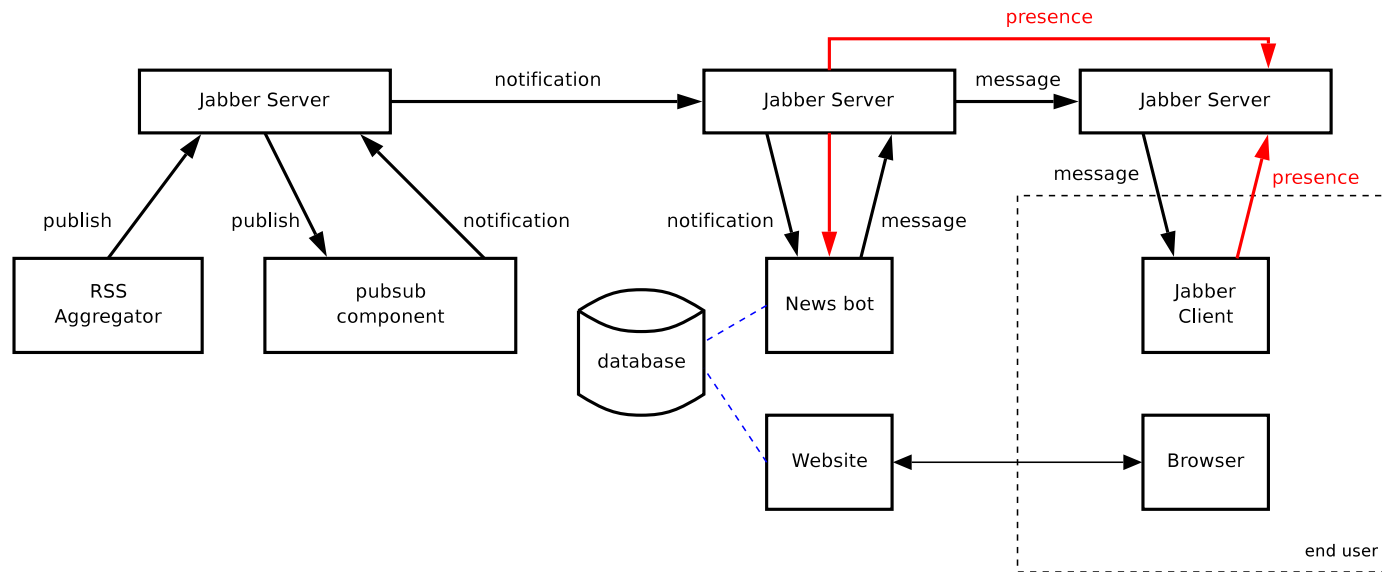 presence
notification
message
Jabber Server
Jabber Server
Jabber Server
message
presence
publish
publish
notification
notification
message
RSS
Aggregator
pubsub
component
News bot
Jabber
Client
database
Website
Browser
end user